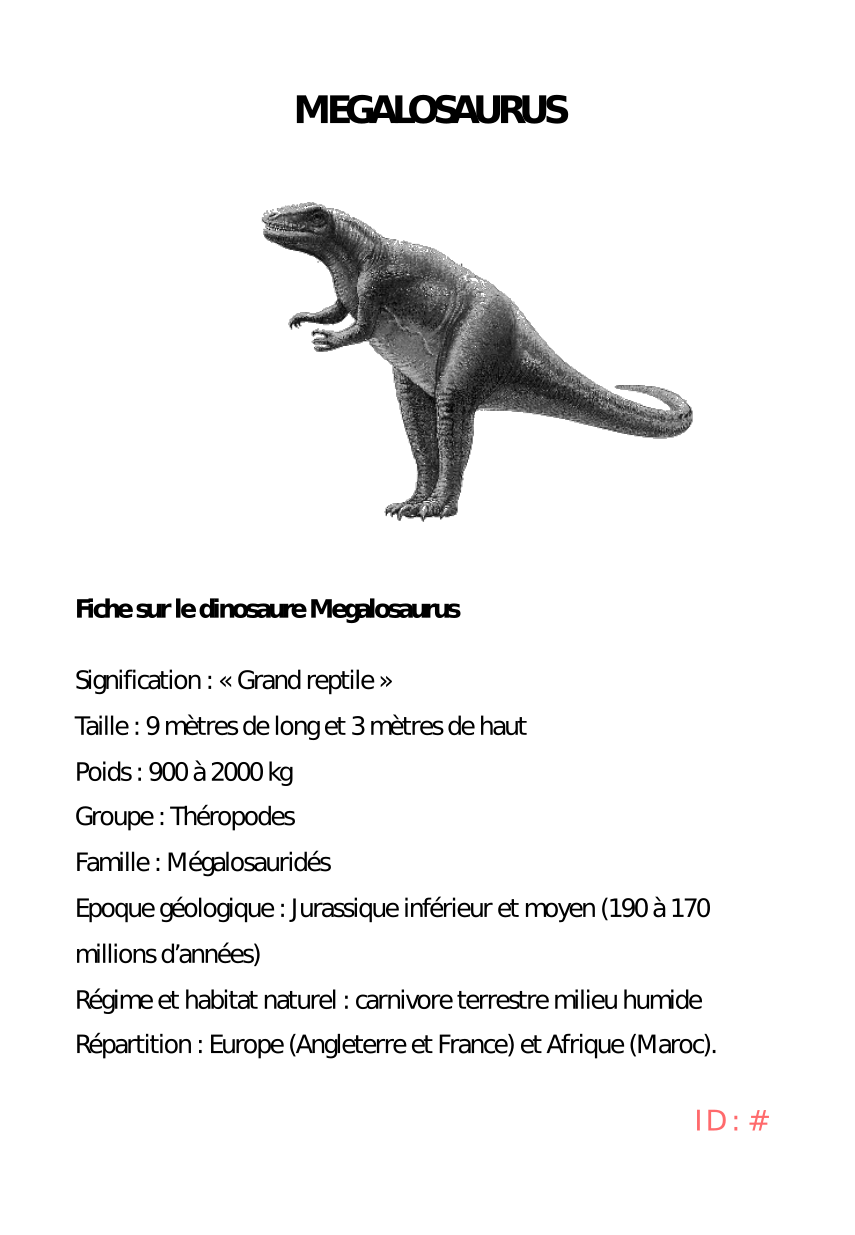 MEGALOSAURUS
Fiche sur le dinosaure Megalosaurus
Signification : « Grand reptile »
Taille : 9 mètres de long et 3 mètres de haut
Poids : 900 à 2000 kg
Groupe : Théropodes
Famille : Mégalosauridés
Epoque géologique : Jurassique inférieur et moyen (190 à 170
millions d’années)
Régime et habitat naturel : carnivore terrestre milieu humide
Répartition : Europe (Angleterre et France) et Afrique (Maroc).
ID: #